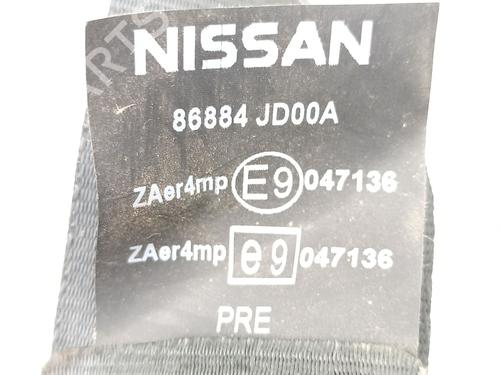 NISSAN
86884 JD00A
ZAer4mp E9 047136
ZAer4mp e9 047136
PRE